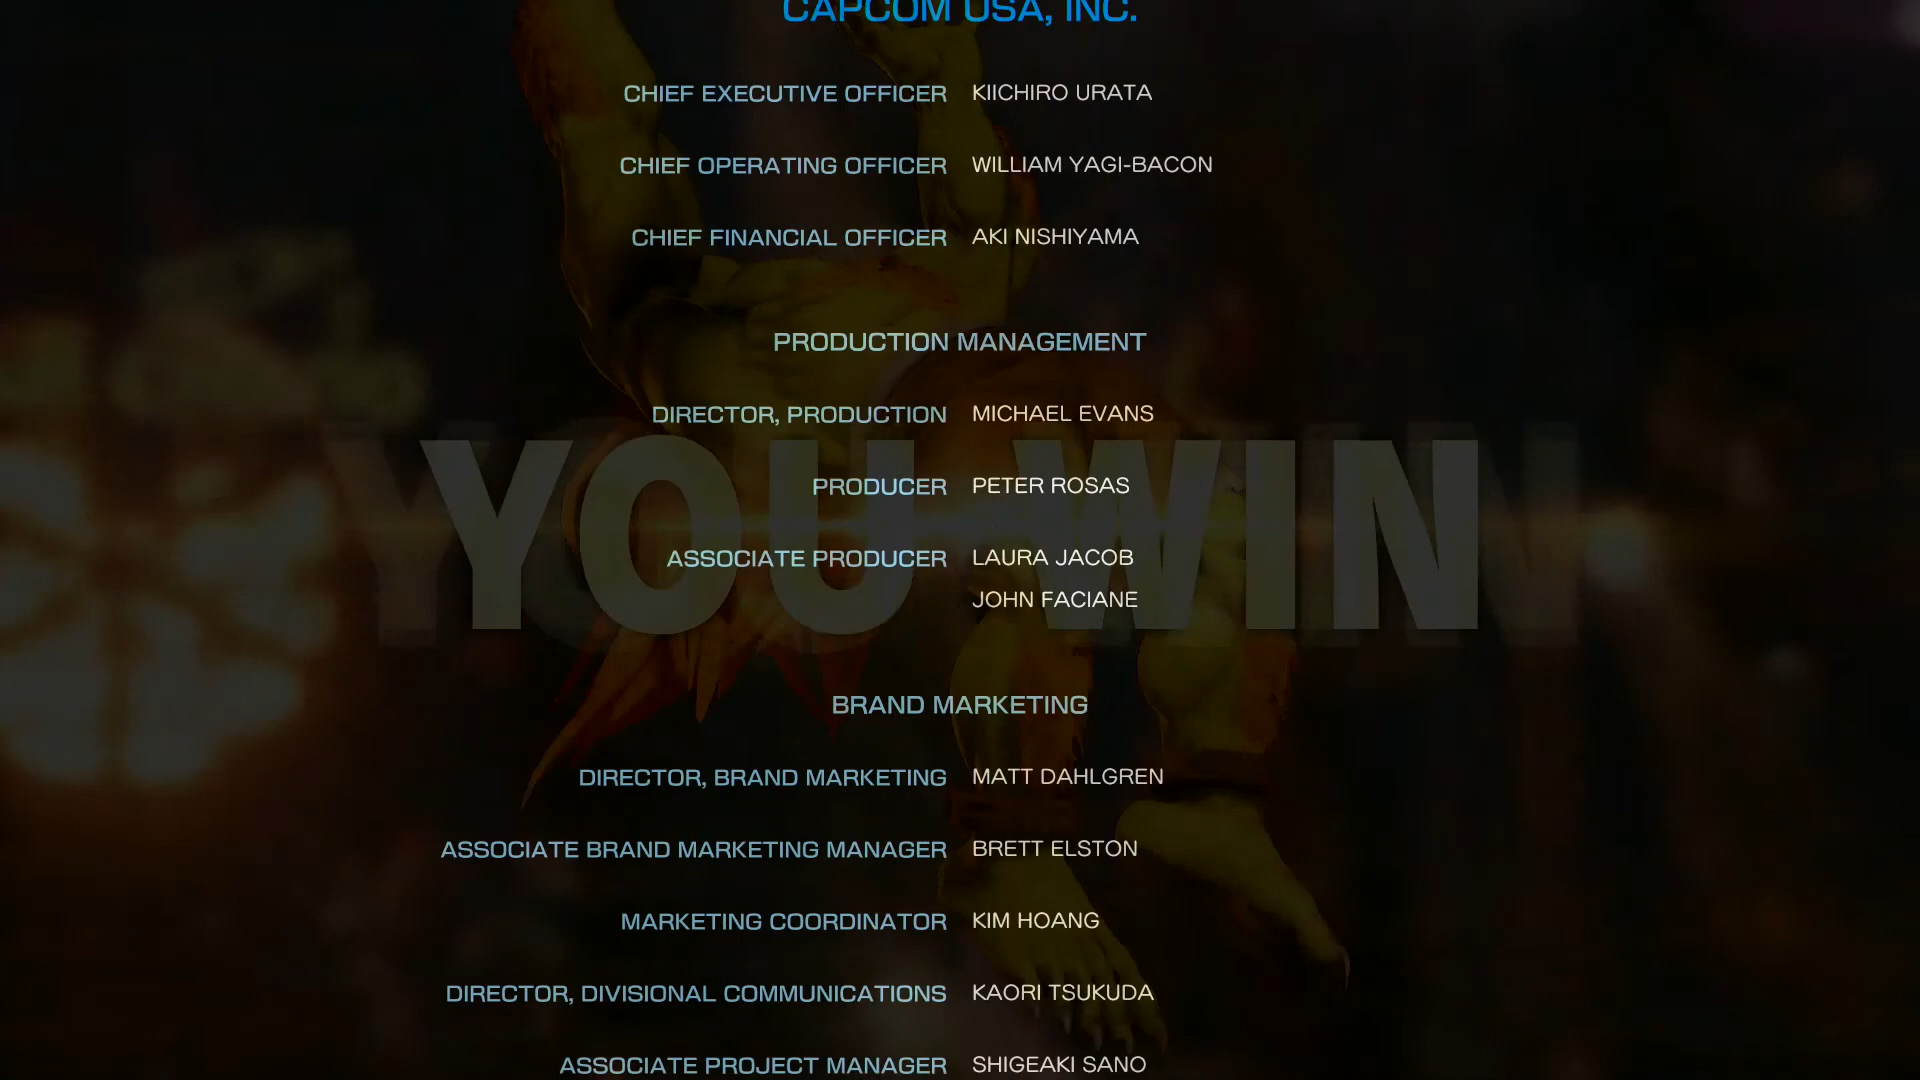 CAPCOM USA, INC.
CHIEF EXECUTIVE OFFICER KIICHIRO URATA
CHIEF OPERATING OFFICER WILLIAM YAGI-BACON
CHIEF FINANCIAL OFFICER AKI NISHIYAMA
PRODUCTION MANAGEMENT
DIRECTOR, PRODUCTION MICHAEL EVANS
YOU WIN
PRODUCER PETER ROSAS
ASSOCIATE PRODUCER LAURA JACOB
JOHN FACIANE
BRAND MARKETING
DIRECTOR, BRAND MARKETING MATT DAHLGREN
ASSOCIATE BRAND MARKETING MANAGER BRETT ELSTON
MARKETING COORDINATOR KIM HOANG
DIRECTOR, DIVISIONAL COMMUNICATIONS KAORI TSUKUDA
ASSOCIATE PROJECT MANAGER SHIGEAKI SANO